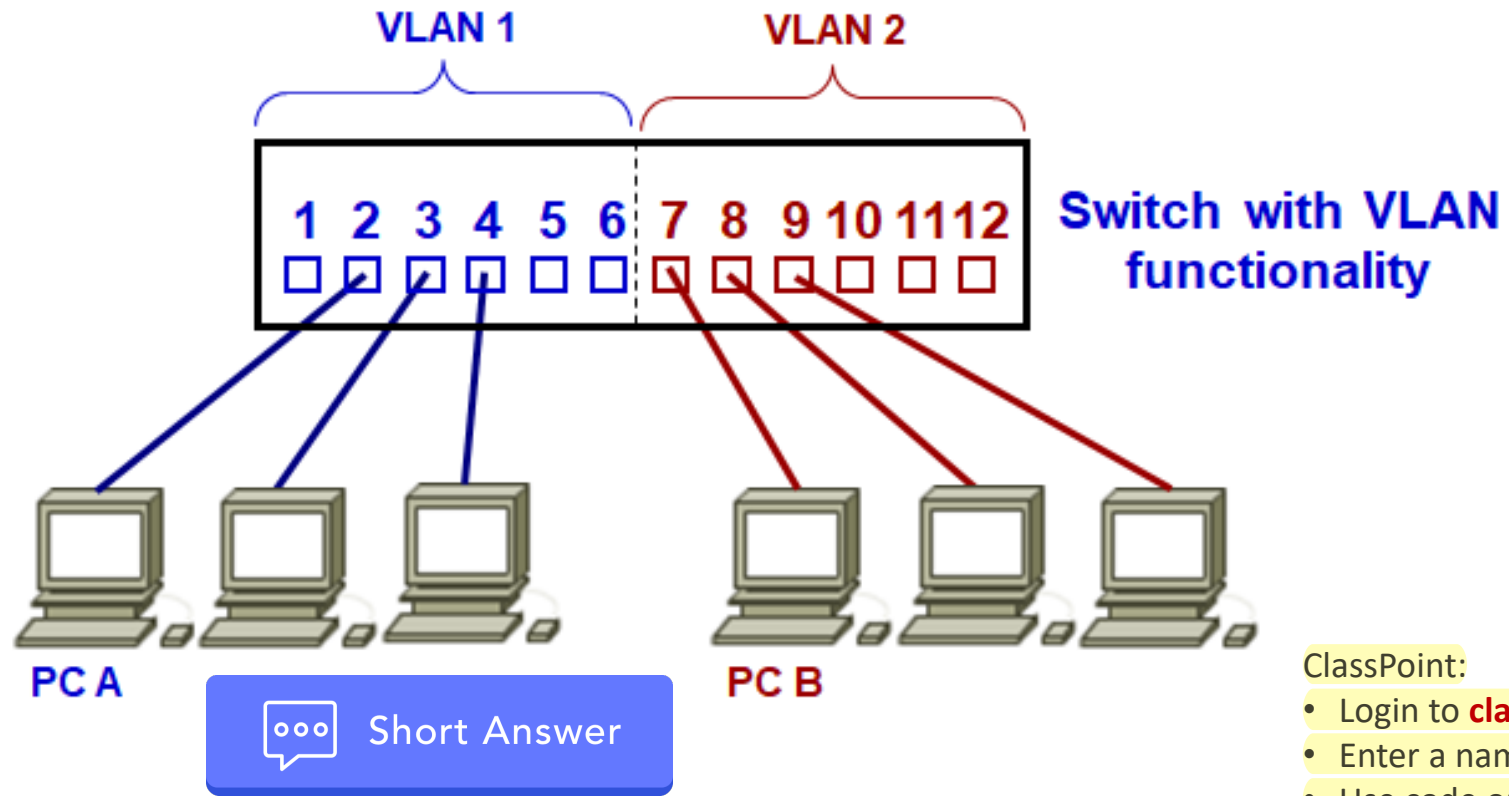 VLAN 1
VLAN 2
1 2 3 4 5 6 7 8 9 10 11 12
Switch with VLAN
functionality
PC A
PC B
Short Answer
ClassPoint:
• Login to
• Enter a